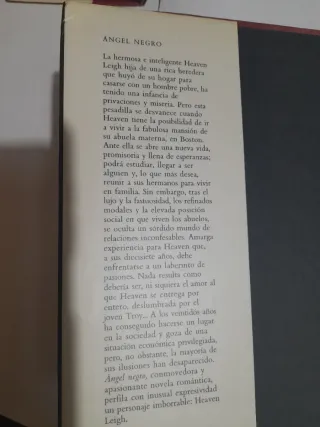 ÁNGEL NEGRO
La hermosa e inteligente Heaven
Leigh hija de una rica heredera
que huyó de su hogar para
casarse con un hombre pobre, ha
tenido una infancia de
privaciones y miseria. Pero esta
pesadilla se desvanece cuando
Heaven tiene la posibilidad de ir
a vivir a la fabulosa mansión de
su abuela materna, en Boston.
Ante ella se abre una nueva vida,
promisoria y llena de esperanzas;
podrá estudiar, llegar a ser
alguien y, lo que más desea,
reunir a sus hermanos para vivir
en familia. Sin embargo, tras el
lujo y la fastuosidad, los refinados
modales y la elevada posición
social en que viven los abuelos,
se oculta un sórdido mundo de
relaciones inconfesables. Amarga
experiencia para Heaven que,
a sus diecisiete años, debe
enfrentarse a un laberinto de
pasiones. Nada resulta como
debería ser, ni siquiera el amor al
que Heaven se entrega por
entero, deslumbrada por el
joven Troy... A los veintidós años
ha conseguido hacerse un lugar
en la sociedad y goza de una
situación económica privilegiada,
pero, no obstante, la mayoría de
sus ilusiones han desaparecido.
Ángel negro, conmovedora y
apasionante novela romántica,
perfila con inusual expresividad
un personaje imborrable: Heaven
Leigh.